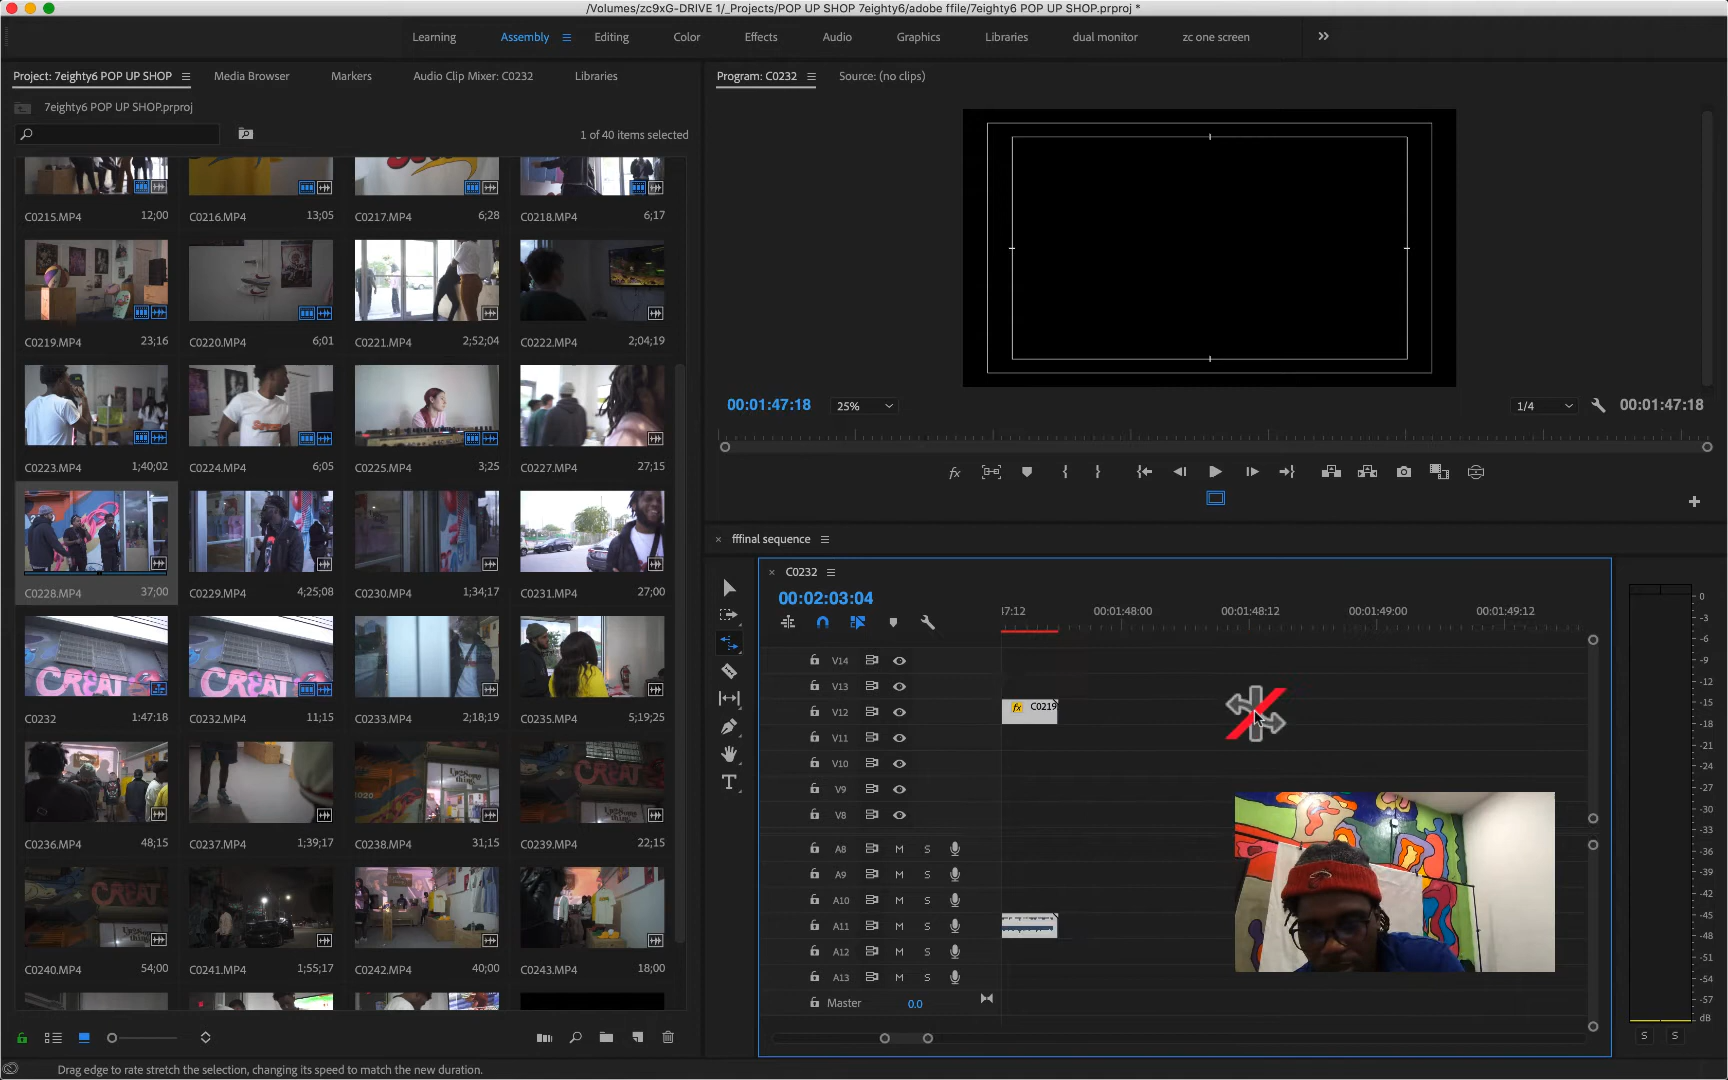 /Volumes/zc9xG-DRIVE 1/_Projects/POP UP SHOP 7eighty6/adobe ffile/7eighty6 POP UP SHOP.prproj *
Learning Assembly Editing Color Effects Audio Graphics Libraries dual monitor zc one screen
Project: 7eighty6 POP UP SHOP Media Browser Markers Audio Clip Mixer: C0232 Libraries
Program: C0232 Source: (no clips)
7eighty6 POP UP SHOP.prproj
1 of 40 items selected
C0215.MP4 12;00 C0216.MP4 13;05 C0217.MP4 6;28 C0218.MP4 6;17
C0219.MP4 23;16 C0220.MP4 6;01 C0221.MP4 2;52;04 C0222.MP4 2;04;19
C0223.MP4 1;40;02 C0224.MP4 6;05 C0225.MP4 3;25 C0227.MP4 27;15
C0228.MP4 37;00 C0229.MP4 4;25;08 C0230.MP4 1;34;17 C0231.MP4 27;00
CREAT CREAT
C0232 1:47:18 C0232.MP4 11;15 C0233.MP4 2;18;19 C0235.MP4 5;19;25
C0236.MP4 48;15 C0237.MP4 1;39;17 C0238.MP4 31;15 C0239.MP4 22;15
C0240.MP4 54;00 C0241.MP4 1;55;17 C0242.MP4 40;00 C0243.MP4 18;00
00:01:47:18 25% 1/4 00:01:47:18
fx
fffinal sequence
C0232
00:02:03:04
:47:12 00:01:48:00 00:01:48:12 00:01:49:00 00:01:49:12
V14
V13
V12 fx C0219
V11
V10
V9
V8
A8 M S
A9 M S
A10 M S
A11 M S
A12 M S
A13 M S
Master 0.0
0
-3
-6
-9
-12
-15
-18
-21
-24
-27
-30
-33
-36
-39
-42
-45
-48
-51
-54
-57
dB
S S
Drag edge to rate stretch the selection, changing its speed to match the new duration.